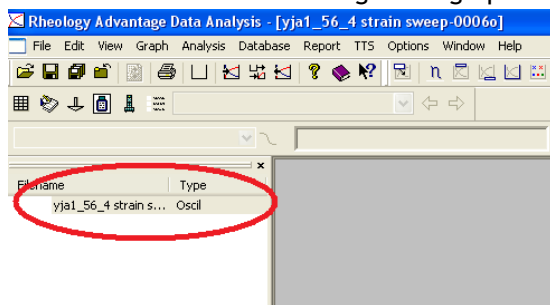 Rheology Advantage Data Analysis - [yja1_56_4 strain sweep-0006o]
File Edit View Graph Analysis Database Report TTS Options Window Help
Filename Type
yja1_56_4 strain s... Oscil